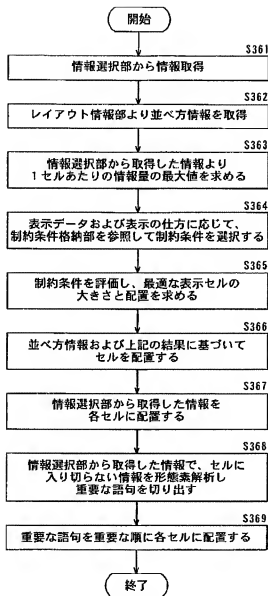 開始
S361
情報選択部から情報取得
S362
レイアウト情報部より並べ方情報を取得
S363
情報選択部から取得した情報より
１セルあたりの情報量の最大値を求める
S364
表示データおよび表示の仕方に応じて、
制約条件格納部を参照して制約条件を選択する
S365
制約条件を評価し、最適な表示セルの
大きさと配置を求める
S366
並べ方情報および上記の結果に基づいて
セルを配置する
S367
情報選択部から取得した情報を
各セルに配置する
S368
情報選択部から取得した情報で、セルに
入り切らない情報を形態素解析し
重要な語句を切り出す
S369
重要な語句を重要な順に各セルに配置する
終了